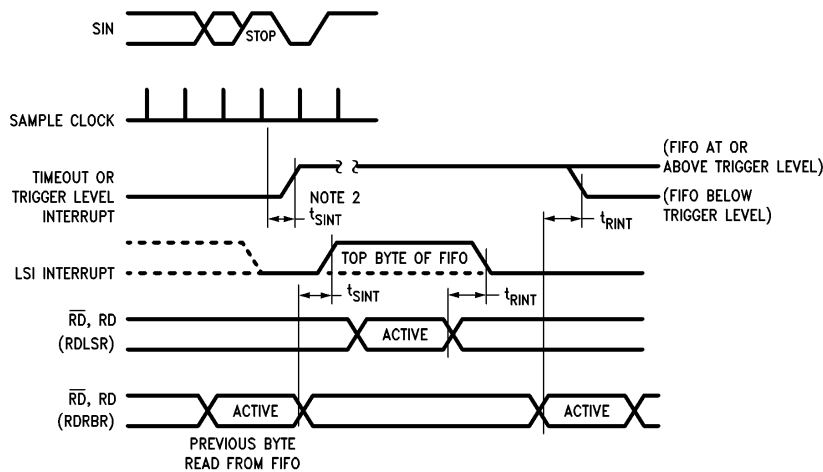 SIN
STOP
SAMPLE CLOCK
TIMEOUT OR
TRIGGER LEVEL
INTERRUPT
NOTE 2
tSINT
(FIFO AT OR
ABOVE TRIGGER LEVEL)
(FIFO BELOW
TRIGGER LEVEL)
tRINT
LSI INTERRUPT
TOP BYTE OF FIFO
tSINT
tRINT
R̅D̅, RD
(RDLSR)
ACTIVE
R̅D̅, RD
(RDRBR)
ACTIVE
ACTIVE
PREVIOUS BYTE
READ FROM FIFO